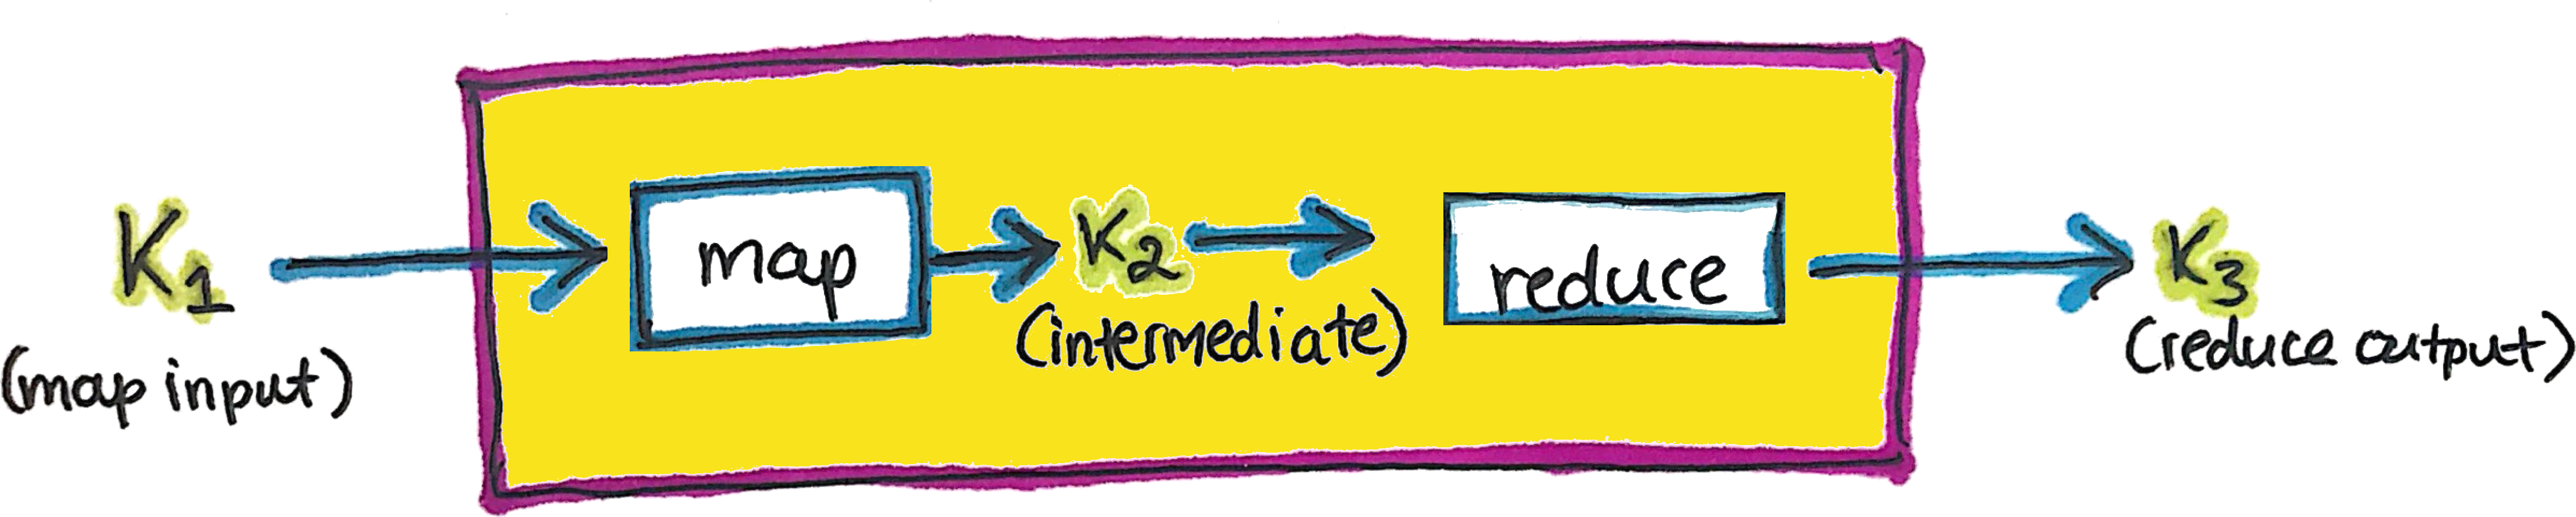 K1
(map input)
map
K2
(intermediate)
reduce
K3
(reduce output)